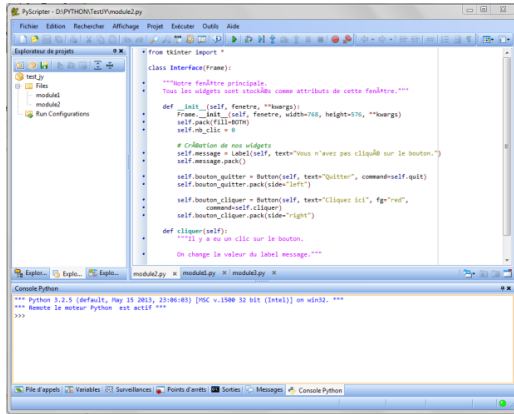 PyScripter - D:\PYTHON\TestJY\module2.py
Fichier Edition Rechercher Affichage Projet Exécuter Outils Aide
Explorateur de projets
test_jy
Files
module1
module2
Run Configurations
from tkinter import *
class Interface(Frame):
"""Notre fenÃªtre principale.
Tous les widgets sont stockÃ©s comme attributs de cette fenÃªtre."""
def __init__(self, fenetre, **kwargs):
Frame.__init__(self, fenetre, width=768, height=576, **kwargs)
self.pack(fill=BOTH)
self.nb_clic = 0
# CrÃ©ation de nos widgets
self.message = Label(self, text="Vous n'avez pas cliquÃ© sur le bouton.")
self.message.pack()
self.bouton_quitter = Button(self, text="Quitter", command=self.quit)
self.bouton_quitter.pack(side="left")
self.bouton_cliquer = Button(self, text="Cliquez ici", fg="red",
command=self.cliquer)
self.bouton_cliquer.pack(side="right")
def cliquer(self):
"""Il y a eu un clic sur le bouton.
On change la valeur du label message."""
Explor... Explo... Explo...
module2.py module1.py module3.py
Console Python
*** Python 3.2.5 (default, May 15 2013, 23:06:03) [MSC v.1500 32 bit (Intel)] on win32. ***
*** Remote le moteur Python est actif ***
>>>
Pile d'appels Variables Surveillances Points d'arrêts Sorties Messages Console Python